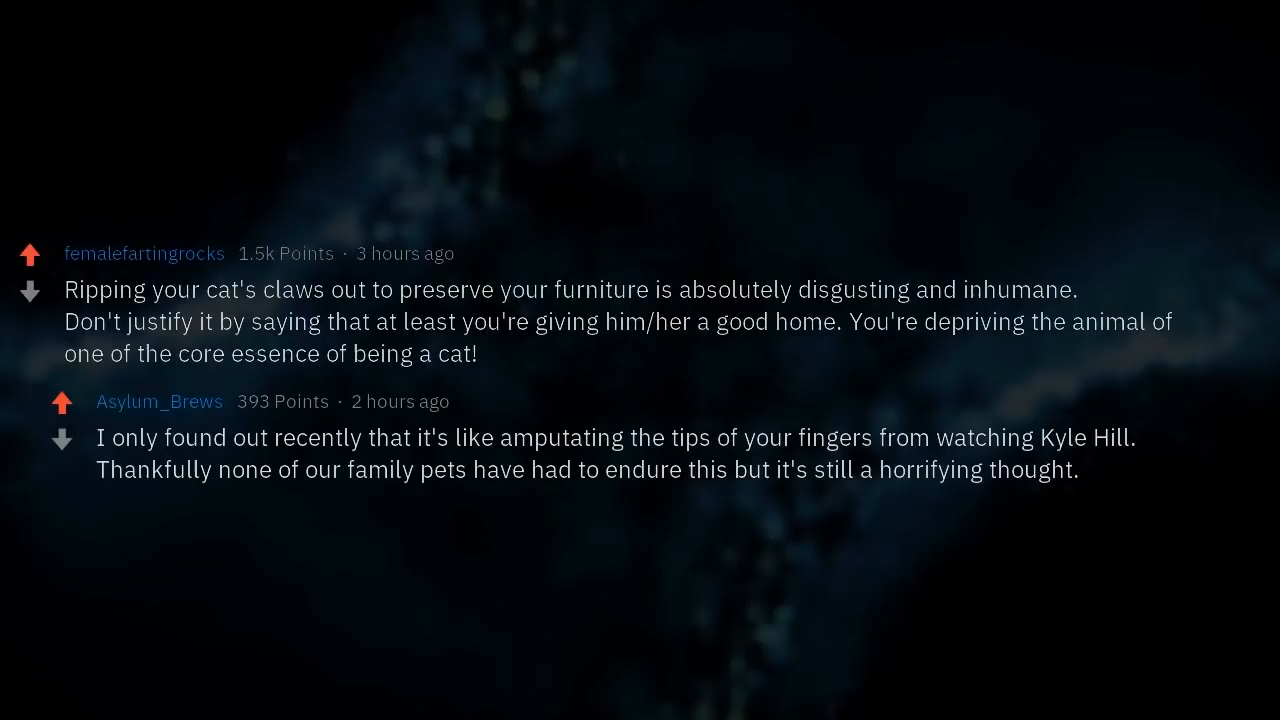 femalefartingrocks 1.5k Points · 3 hours ago
Ripping your cat's claws out to preserve your furniture is absolutely disgusting and inhumane.
Don't justify it by saying that at least you're giving him/her a good home. You're depriving the animal of
one of the core essence of being a cat!
Asylum_Brews 393 Points · 2 hours ago
I only found out recently that it's like amputating the tips of your fingers from watching Kyle Hill.
Thankfully none of our family pets have had to endure this but it's still a horrifying thought.